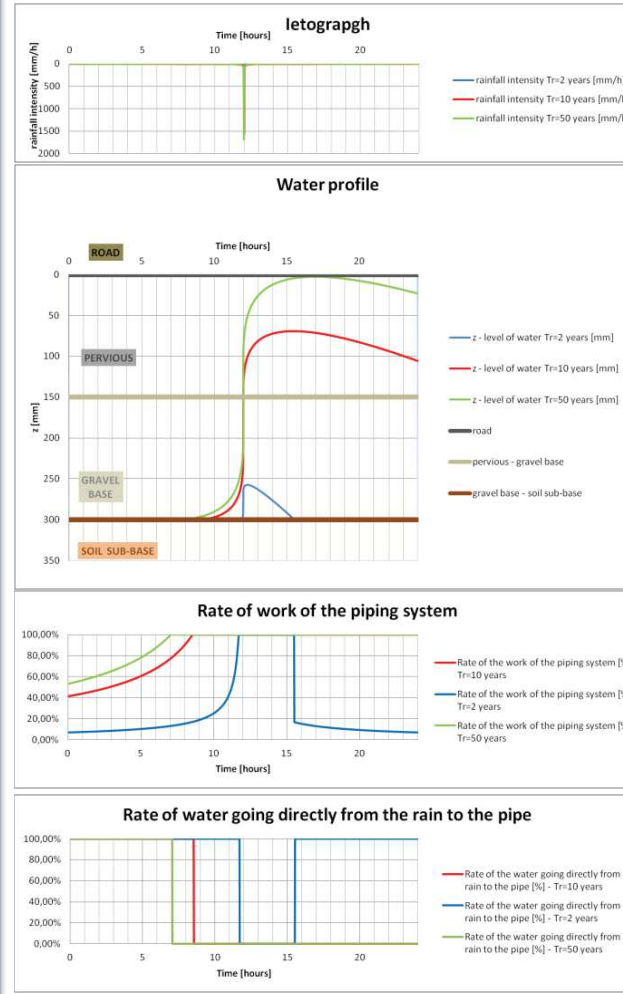 Ietograpgh
Time [hours]
0 5 10 15 20
rainfall intensity [mm/h]
0
500
1000
1500
2000
rainfall intensity Tr=2 years [mm/h
rainfall intensity Tr=10 years [mm/
rainfall intensity Tr=50 years [mm/
Water profile
ROAD
Time [hours]
0 5 10 15 20
z [mm]
0
50
100
150
200
250
300
350
PERVIOUS
GRAVEL
BASE
SOIL SUB-BASE
z - level of water Tr=2 years [mm]
z - level of water Tr=10 years [mm]
z - level of water Tr=50 years [mm]
road
pervious - gravel base
gravel base - soil sub-base
Rate of work of the piping system
100,00%
80,00%
60,00%
40,00%
20,00%
0,00%
0 5 10 15 20
Time [hours]
Rate of the work of the piping system [%
Tr=10 years
Rate of the work of the piping system [%
Tr=2 years
Rate of the work of the piping system [%
Tr=50 years
Rate of water going directly from the rain to the pipe
100,00%
80,00%
60,00%
40,00%
20,00%
0,00%
0 5 10 15 20
Time [hours]
Rate of the water going directly from
rain to the pipe [%] - Tr=10 years
Rate of the water going directly from
rain to the pipe [%] - Tr=2 years
Rate of the water going directly from
rain to the pipe [%] - Tr=50 years